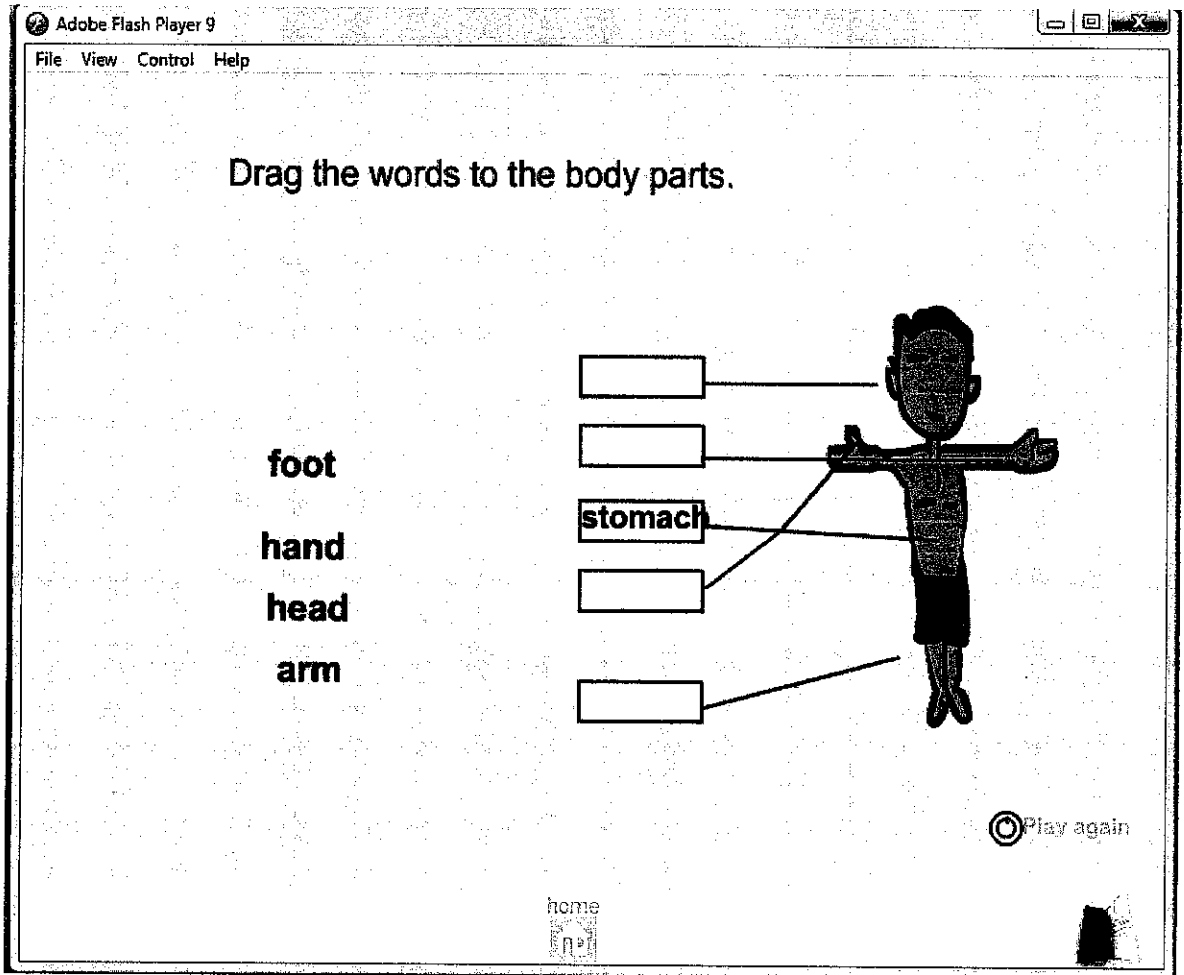 Adobe Flash Player 9
File View Control Help
Drag the words to the body parts.
foot
hand
head
arm
stomach
Play again
home